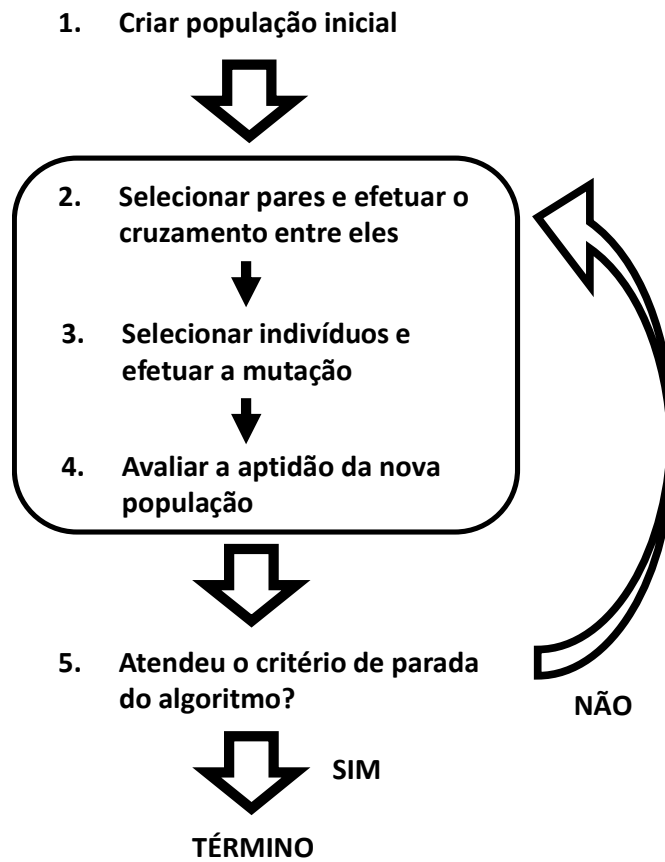 1. Criar população inicial
2. Selecionar pares e efetuar o
cruzamento entre eles
3. Selecionar indivíduos e
efetuar a mutação
4. Avaliar a aptidão da nova
população
5. Atendeu o critério de parada
do algoritmo?
NÃO
SIM
TÉRMINO